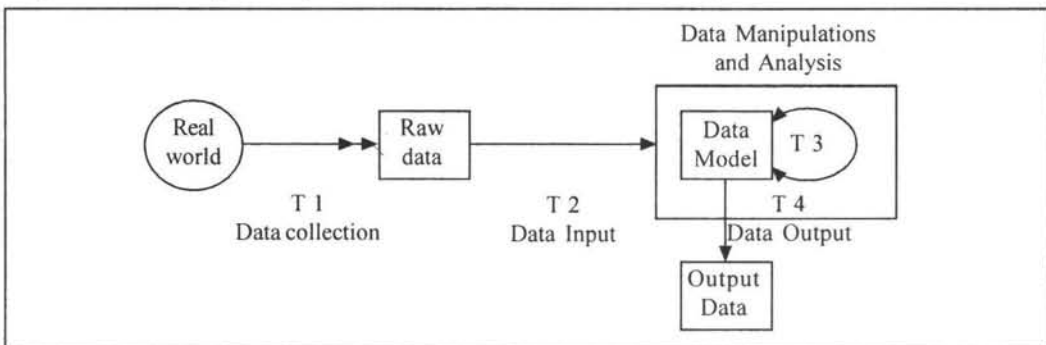 Data Manipulations
and Analysis
Real
world
Raw
data
Data
Model
T 3
T 1
Data collection
T 2
Data Input
T 4
Data Output
Output
Data